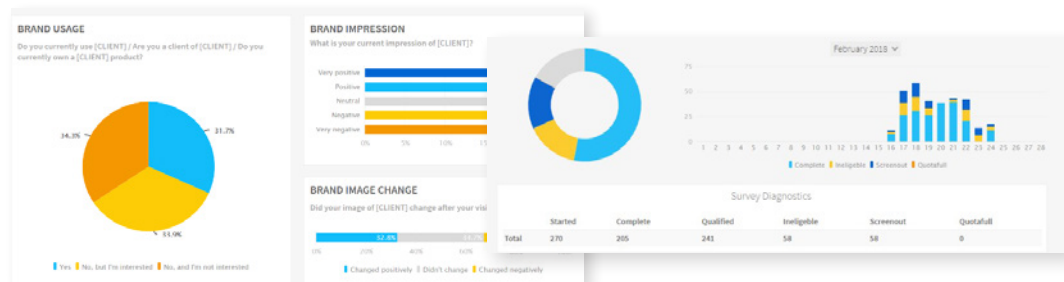 BRAND USAGE
Do you currently use [CLIENT] / Are you a client of [CLIENT] / Do you
currently own a [CLIENT] product?
34.3%
31.7%
33.9%
Yes No, but I'm interested No, and I'm not interested
BRAND IMPRESSION
What is your current impression of [CLIENT]?
Very positive
Positive
Neutral
Negative
Very negative
0% 5% 10%
BRAND IMAGE CHANGE
Did your image of [CLIENT] change after your
32.8%
0% 20% 40% 60%
Changed positively Didn't change Changed negatively
February 2018
75
50
25
0
1 2 3 4 5 6 7 8 9 10 11 12 13 14 15 16 17 18 19 20 21 22 23 24 25 26 27 28
Complete Ineligeble Screenout Quotafull
Survey Diagnostics
Started Complete Qualified Ineligeble Screenout Quotafull
Total 270 205 241 58 58 0